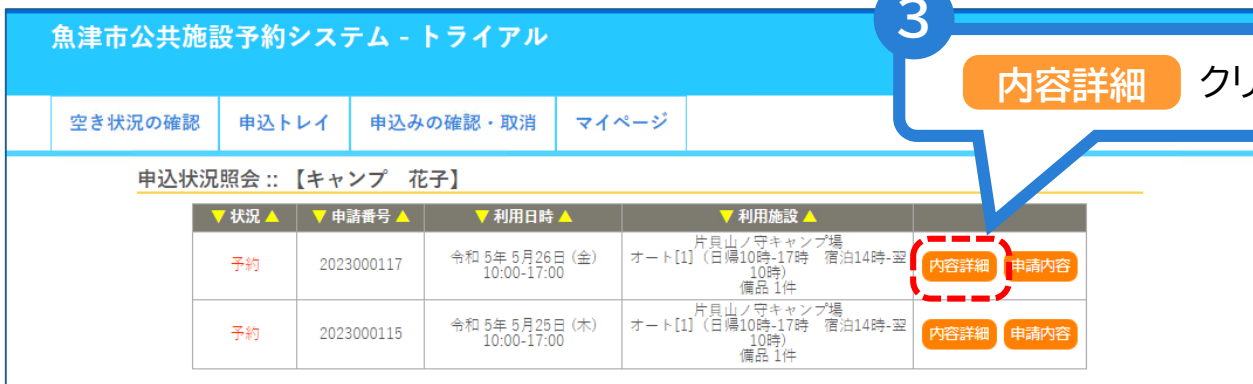 魚津市公共施設予約システム - トライアル
3
内容詳細 クリ
空き状況の確認 申込トレイ 申込みの確認・取消 マイページ
申込状況照会 :: 【キャンプ 花子】
▼ 状況 ▲ ▼ 申請番号 ▲ ▼ 利用日時 ▲ ▼ 利用施設 ▲
予約 2023000117 令和 5年 5月26日 (金)
10:00-17:00
片貝山ノ守キャンプ場
オート[1] (日帰10時-17時 宿泊14時-翌
10時)
備品 1件
内容詳細 申請内容
予約 2023000115 令和 5年 5月25日 (木)
10:00-17:00
片貝山ノ守キャンプ場
オート[1] (日帰10時-17時 宿泊14時-翌
10時)
備品 1件
内容詳細 申請内容